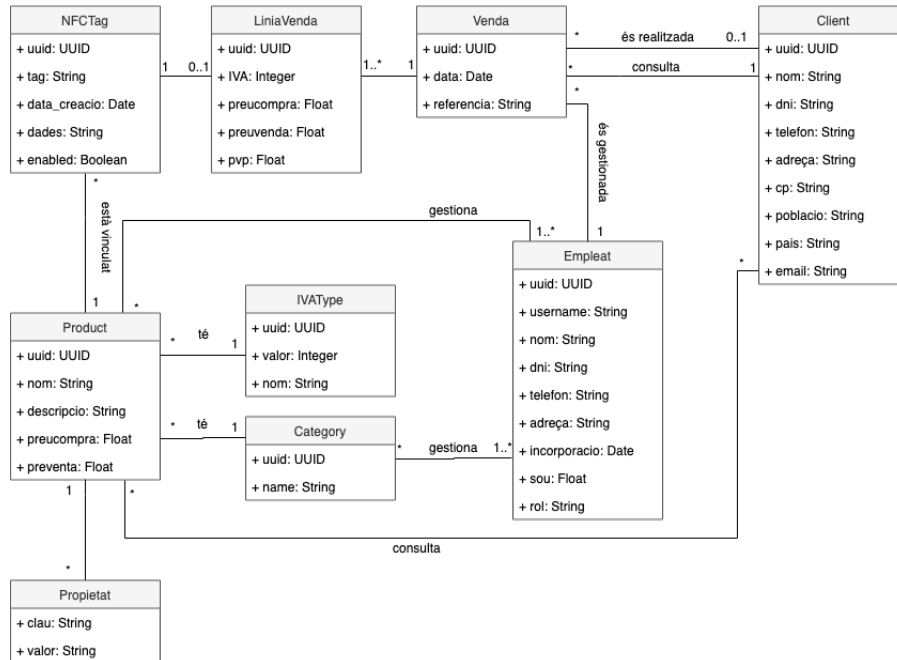 NFCTag
+ uuid: UUID
+ tag: String
+ data_creacio: Date
+ dades: String
+ enabled: Boolean
1
0..1
LiniaVenda
+ uuid: UUID
+ IVA: Integer
+ preucompra: Float
+ preuvenda: Float
+ pvp: Float
1..*
1
Venda
+ uuid: UUID
+ data: Date
+ referencia: String
*
és realitzada
0..1
*
consulta
1
Client
+ uuid: UUID
+ nom: String
+ dni: String
+ telefon: String
+ adreça: String
+ cp: String
+ poblacio: String
+ pais: String
+ email: String
*
és gestionada
1
*
està vinculat
1
gestiona
1..*
*
*
Empleat
+ uuid: UUID
+ username: String
+ nom: String
+ dni: String
+ telefon: String
+ adreça: String
+ incorporacio: Date
+ sou: Float
+ rol: String
Product
+ uuid: UUID
+ nom: String
+ descripcio: String
+ preucompra: Float
+ preventa: Float
*
té
1
IVAType
+ uuid: UUID
+ valor: Integer
+ nom: String
*
té
1
Category
+ uuid: UUID
+ name: String
*
gestiona
1..*
1
*
consulta
*
Propietat
+ clau: String
+ valor: String